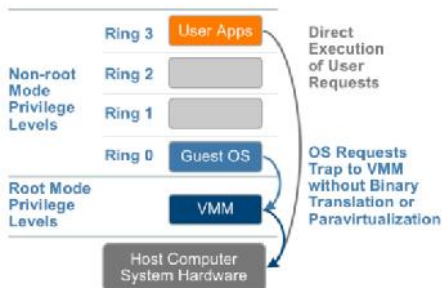 Ring 3
User Apps
Direct
Execution
of User
Requests
Non-root
Mode
Privilege
Levels
Ring 2
Ring 1
Ring 0
Guest OS
OS Requests
Trap to VMM
without Binary
Translation or
Paravirtualization
Root Mode
Privilege
Levels
VMM
Host Computer
System Hardware